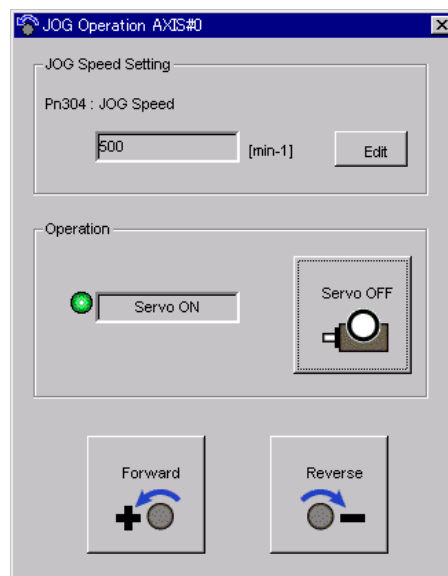 JOG Operation AXIS#0
JOG Speed Setting
Pn304 : JOG Speed
500 [min-1] Edit
Operation
Servo ON
Servo OFF
Forward Reverse